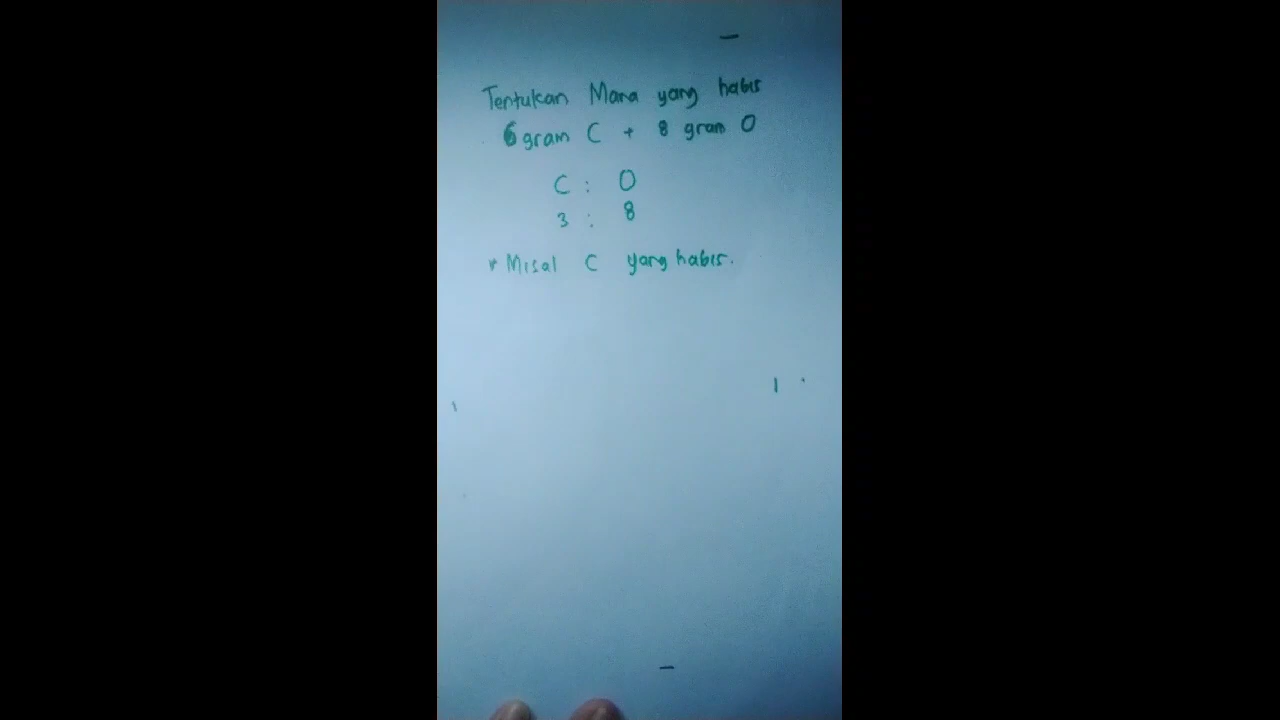 Tentukan Mana yang habis
6 gram C + 8 gram O
C : O
3 : 8
* Misal C yang habis.